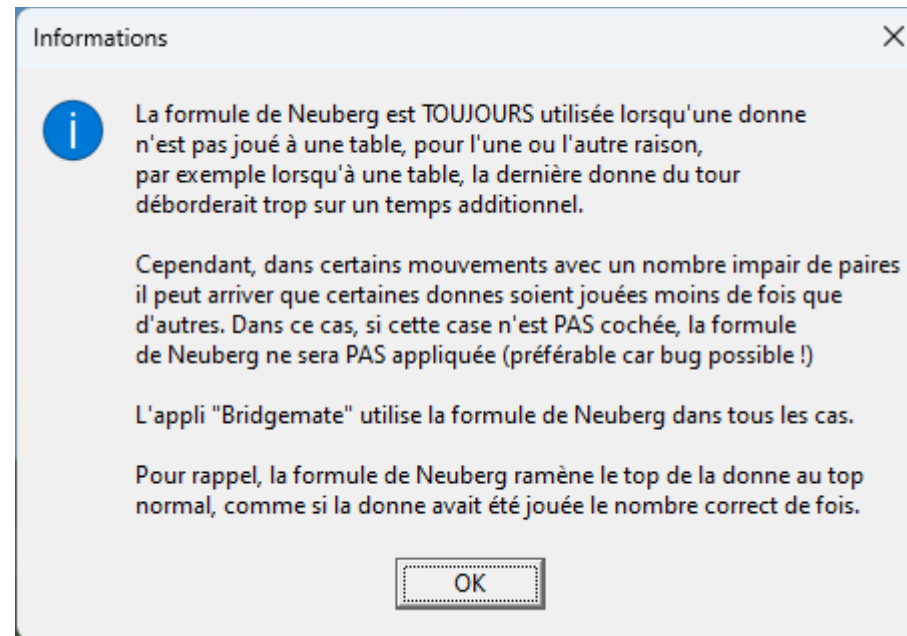 Informations
La formule de Neuberg est TOUJOURS utilisée lorsqu'une donne
n'est pas joué à une table, pour l'une ou l'autre raison,
par exemple lorsqu'à une table, la dernière donne du tour
déborderait trop sur un temps additionnel.
Cependant, dans certains mouvements avec un nombre impair de paires
il peut arriver que certaines donnes soient jouées moins de fois que
d'autres. Dans ce cas, si cette case n'est PAS cochée, la formule
de Neuberg ne sera PAS appliquée (préférable car bug possible !)
L'appli "Bridgemate" utilise la formule de Neuberg dans tous les cas.
Pour rappel, la formule de Neuberg ramène le top de la donne au top
normal, comme si la donne avait été jouée le nombre correct de fois.
OK